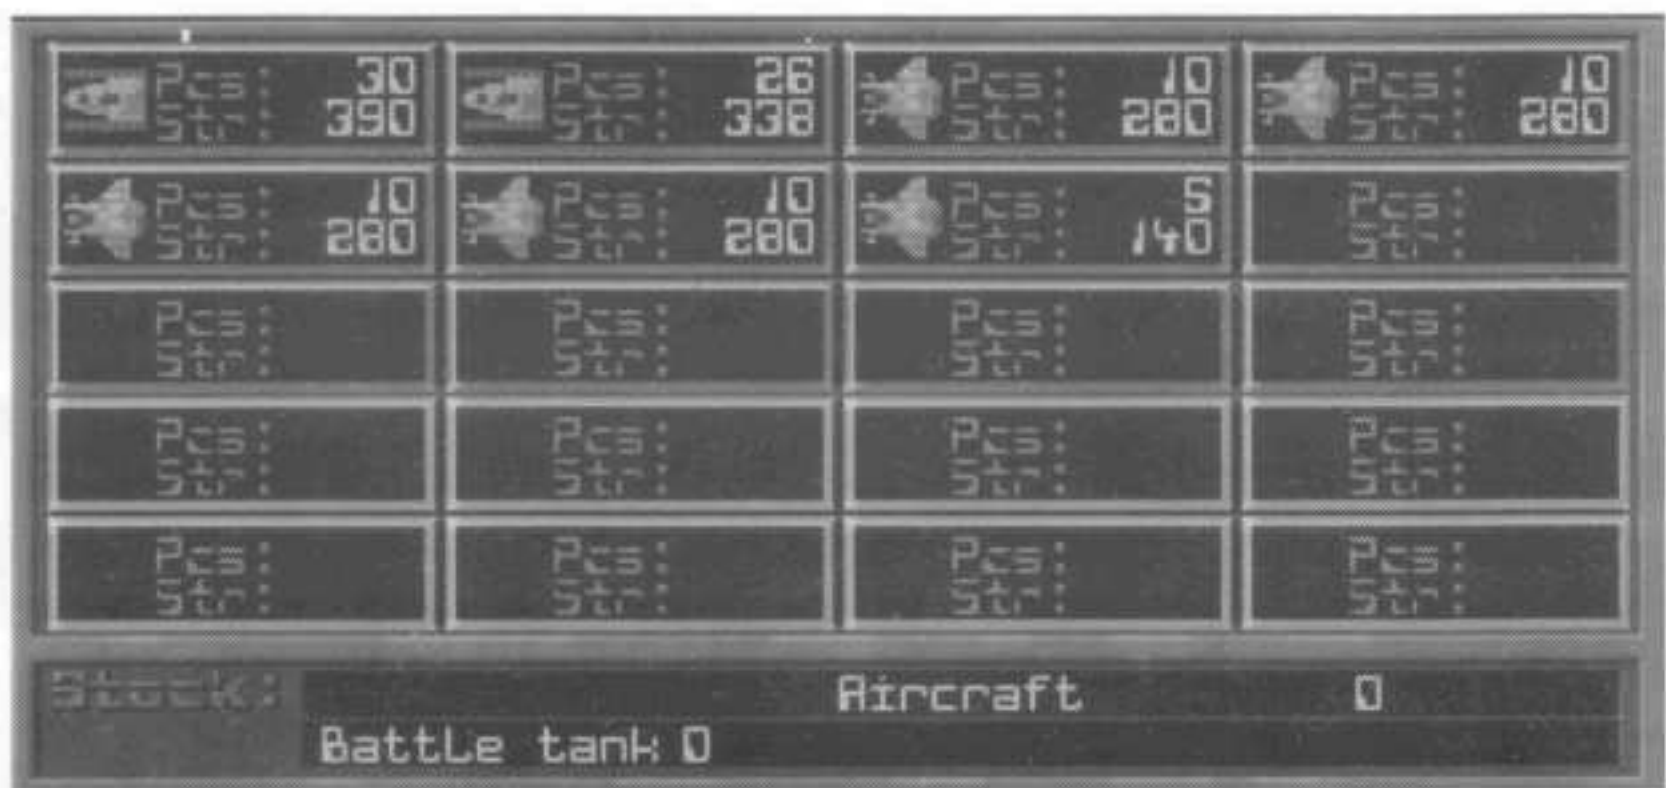 Pcs: 30 Pcs: 26 Pcs: 10 Pcs: 10
Str: 390 Str: 338 Str: 280 Str: 280
Pcs: 10 Pcs: 10 Pcs: 5 Pcs:
Str: 280 Str: 280 Str: 140 Str:
Pcs: Pcs: Pcs: Pcs:
Str: Str: Str: Str:
Pcs: Pcs: Pcs: Pcs:
Str: Str: Str: Str:
Pcs: Pcs: Pcs: Pcs:
Str: Str: Str: Str:
Stock: Aircraft 0
Battle tank 0